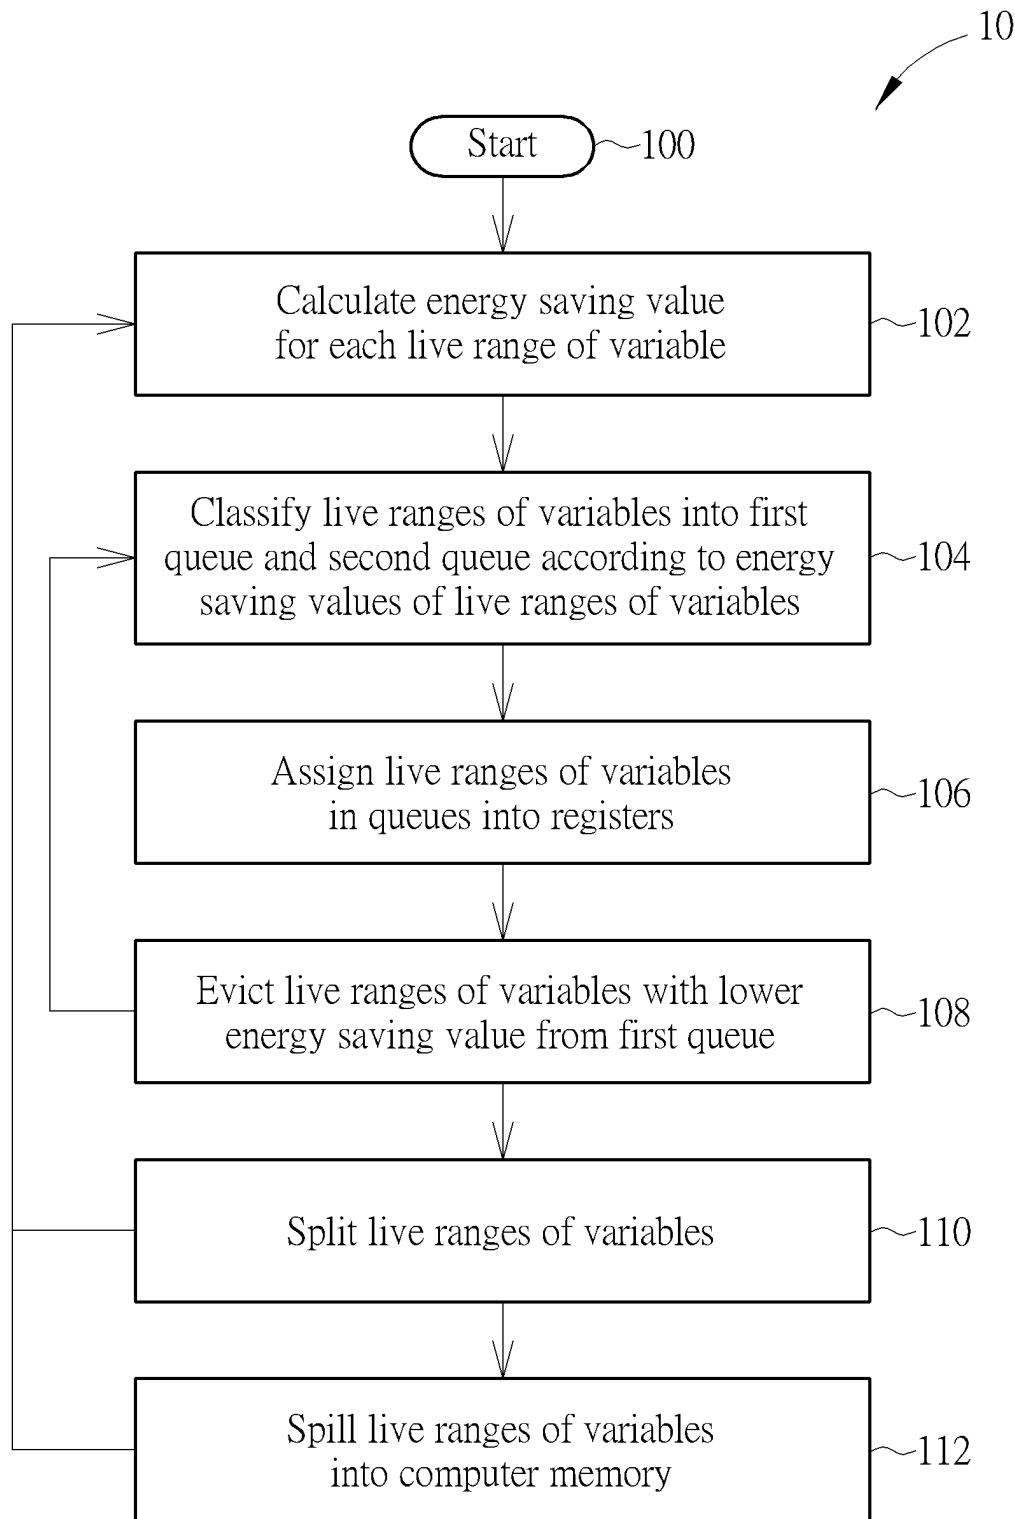 10
Start
100
Calculate energy saving value
for each live range of variable
102
Classify live ranges of variables into first
queue and second queue according to energy
saving values of live ranges of variables
104
Assign live ranges of variables
in queues into registers
106
Evict live ranges of variables with lower
energy saving value from first queue
108
Split live ranges of variables
110
Spill live ranges of variables
into computer memory
112